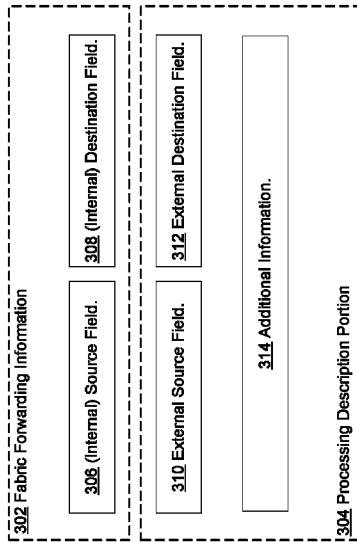 302 Fabric Forwarding Information
306 (Internal) Source Field.
308 (Internal) Destination Field.
310 External Source Field.
312 External Destination Field.
314 Additional Information.
304 Processing Description Portion